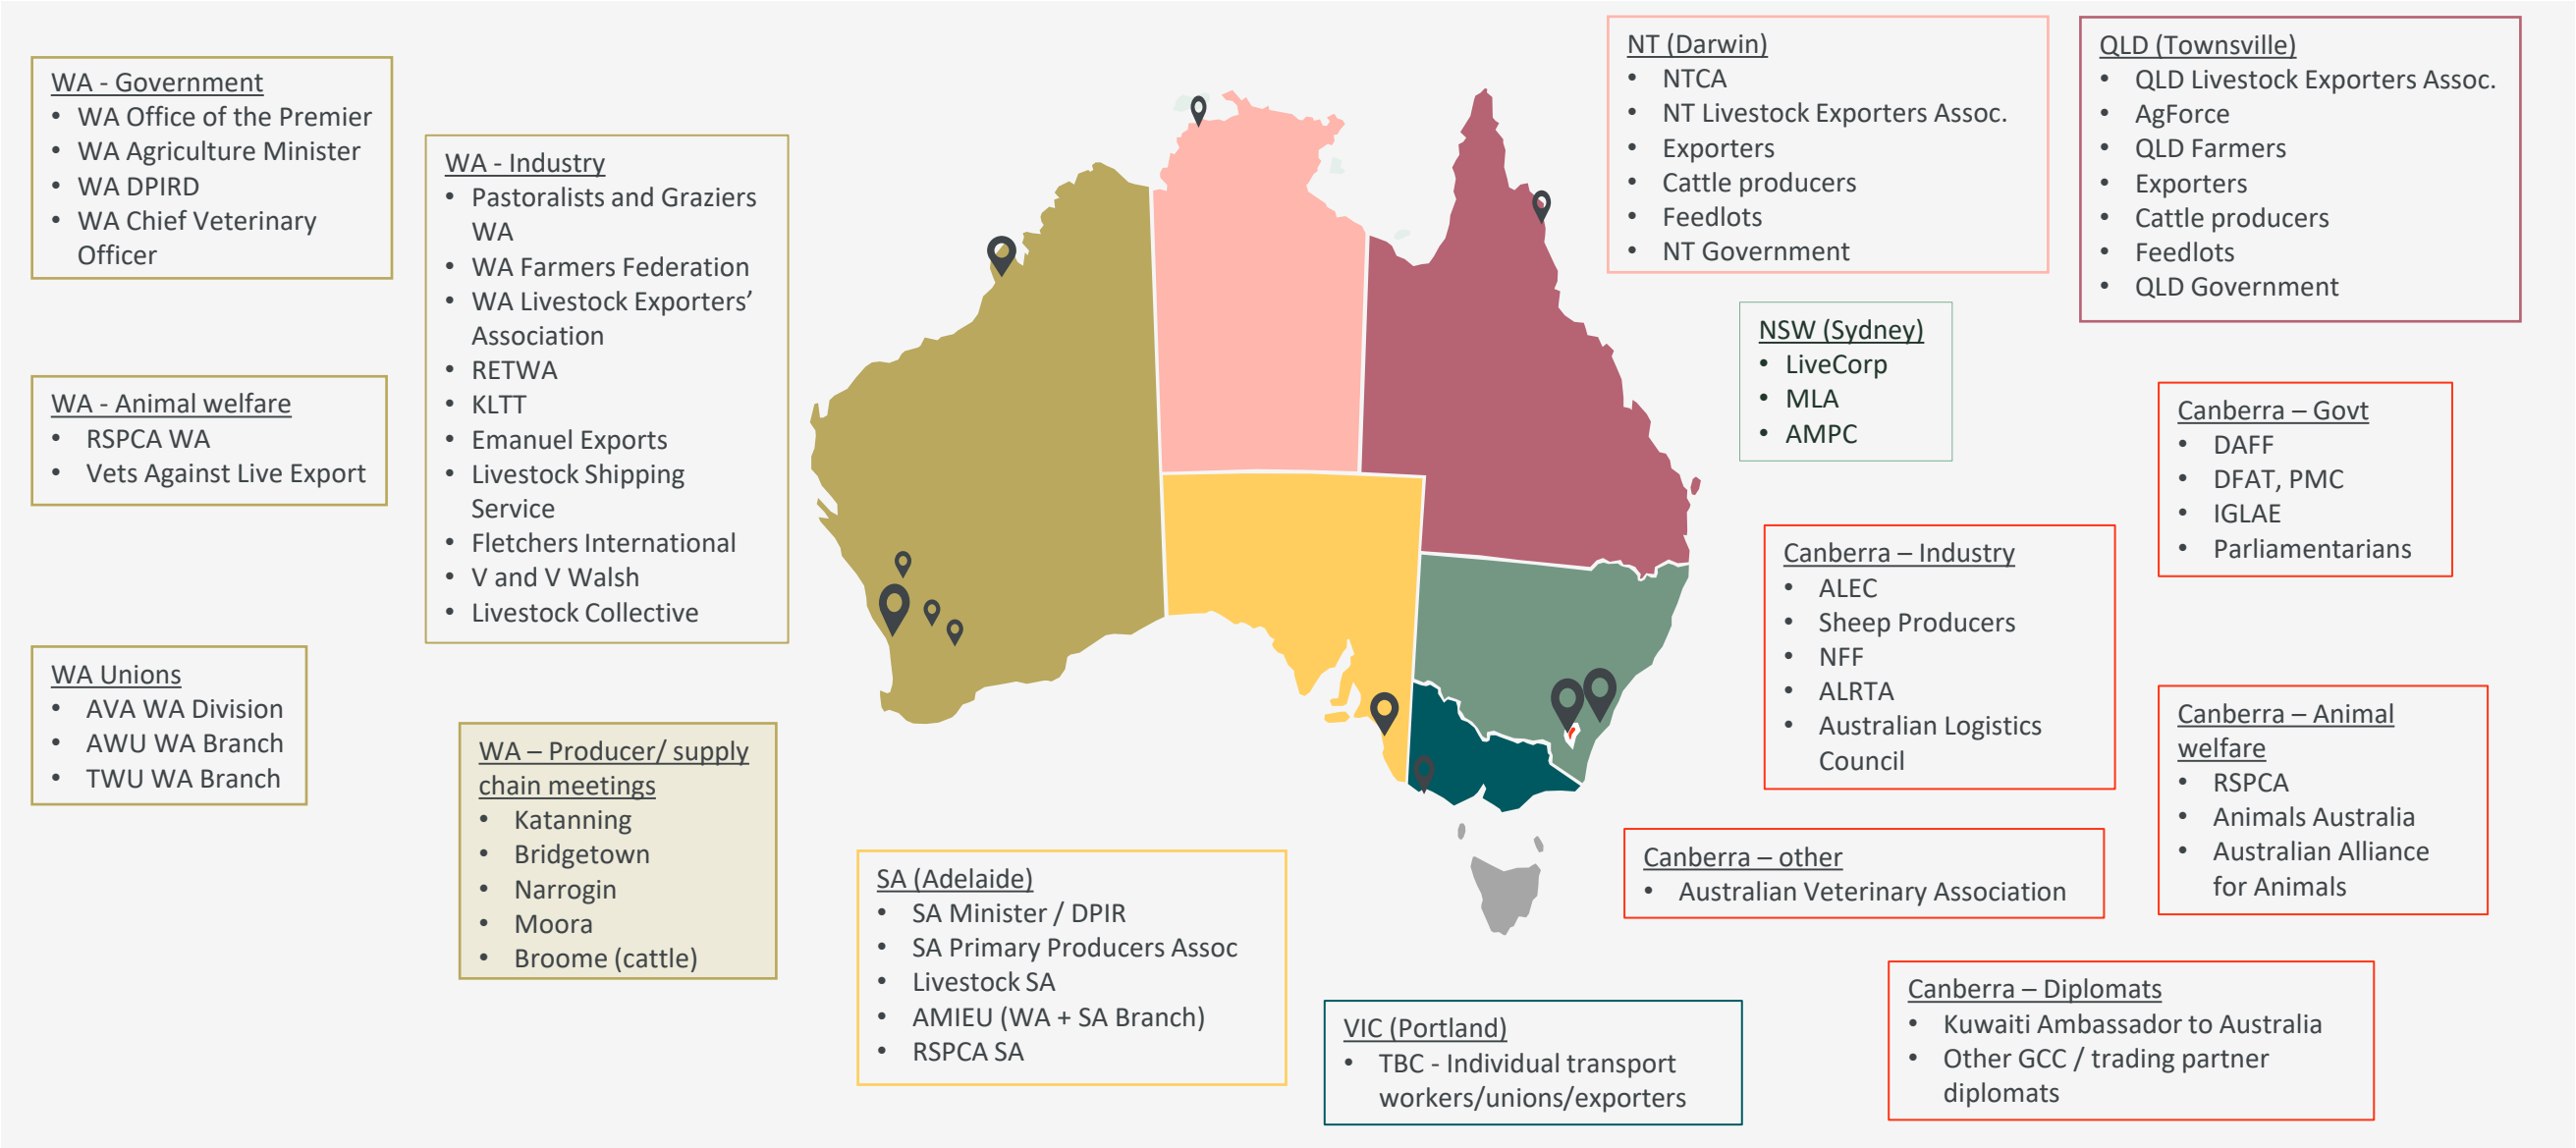 WA - Government
• WA Office of the Premier
• WA Agriculture Minister
• WA DPIRD
• WA Chief Veterinary
Officer
WA - Animal welfare
• RSPCA WA
• Vets Against Live Export
WA Unions
• AVA WA Division
• AWU WA Branch
• TWU WA Branch
WA - Industry
• Pastoralists and Graziers
WA
• WA Farmers Federation
• WA Livestock Exporters’
Association
• RETWA
• KLTT
• Emanuel Exports
• Livestock Shipping
Service
• Fletchers International
• V and V Walsh
• Livestock Collective
WA – Producer/ supply
chain meetings
• Katanning
• Bridgetown
• Narrogin
• Moora
• Broome (cattle)
SA (Adelaide)
• SA Minister / DPIR
• SA Primary Producers Assoc
• Livestock SA
• AMIEU (WA + SA Branch)
• RSPCA SA
VIC (Portland)
• TBC - Individual transport
workers/unions/exporters
NT (Darwin)
• NTCA
• NT Livestock Exporters Assoc.
• Exporters
• Cattle producers
• Feedlots
• NT Government
QLD (Townsville)
• QLD Livestock Exporters Assoc.
• AgForce
• QLD Farmers
• Exporters
• Cattle producers
• Feedlots
• QLD Government
NSW (Sydney)
• LiveCorp
• MLA
• AMPC
Canberra – Govt
• DAFF
• DFAT, PMC
• IGLAE
• Parliamentarians
Canberra – Industry
• ALEC
• Sheep Producers
• NFF
• ALRTA
• Australian Logistics
Council
Canberra – Animal
welfare
• RSPCA
• Animals Australia
• Australian Alliance
for Animals
Canberra – other
• Australian Veterinary Association
Canberra – Diplomats
• Kuwaiti Ambassador to Australia
• Other GCC / trading partner
diplomats